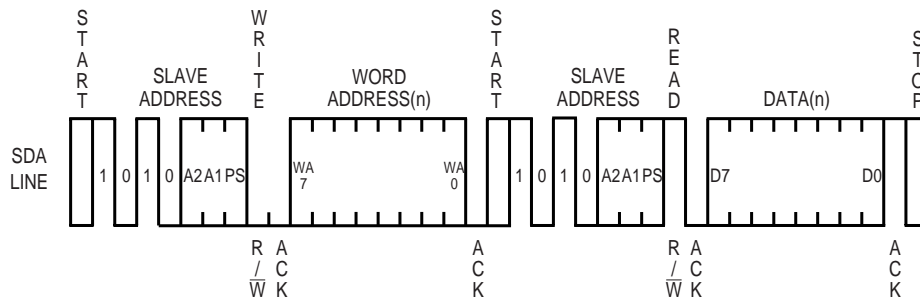 START
WRITE
START
READ
STOP
SLAVE
ADDRESS
WORD
ADDRESS(n)
SLAVE
ADDRESS
DATA(n)
SDA
LINE
1 0 1 0 A2 A1 PS
WA
7
WA
0
1 0 1 0 A2 A1 PS
D7
D0
R/W
ACK
ACK
R/W
ACK
ACK